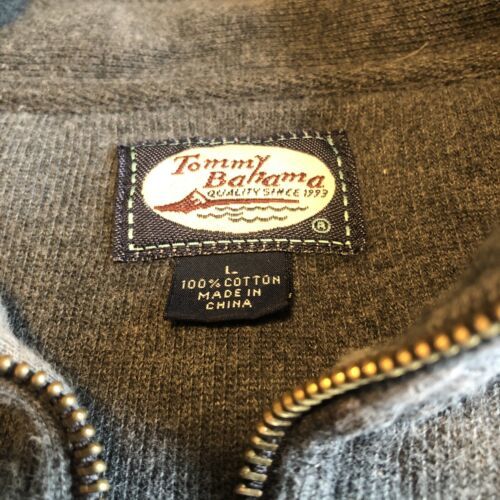 Tommy
Bahama
QUALITY SINCE 1993
®
L
100% COTTON
MADE IN
CHINA